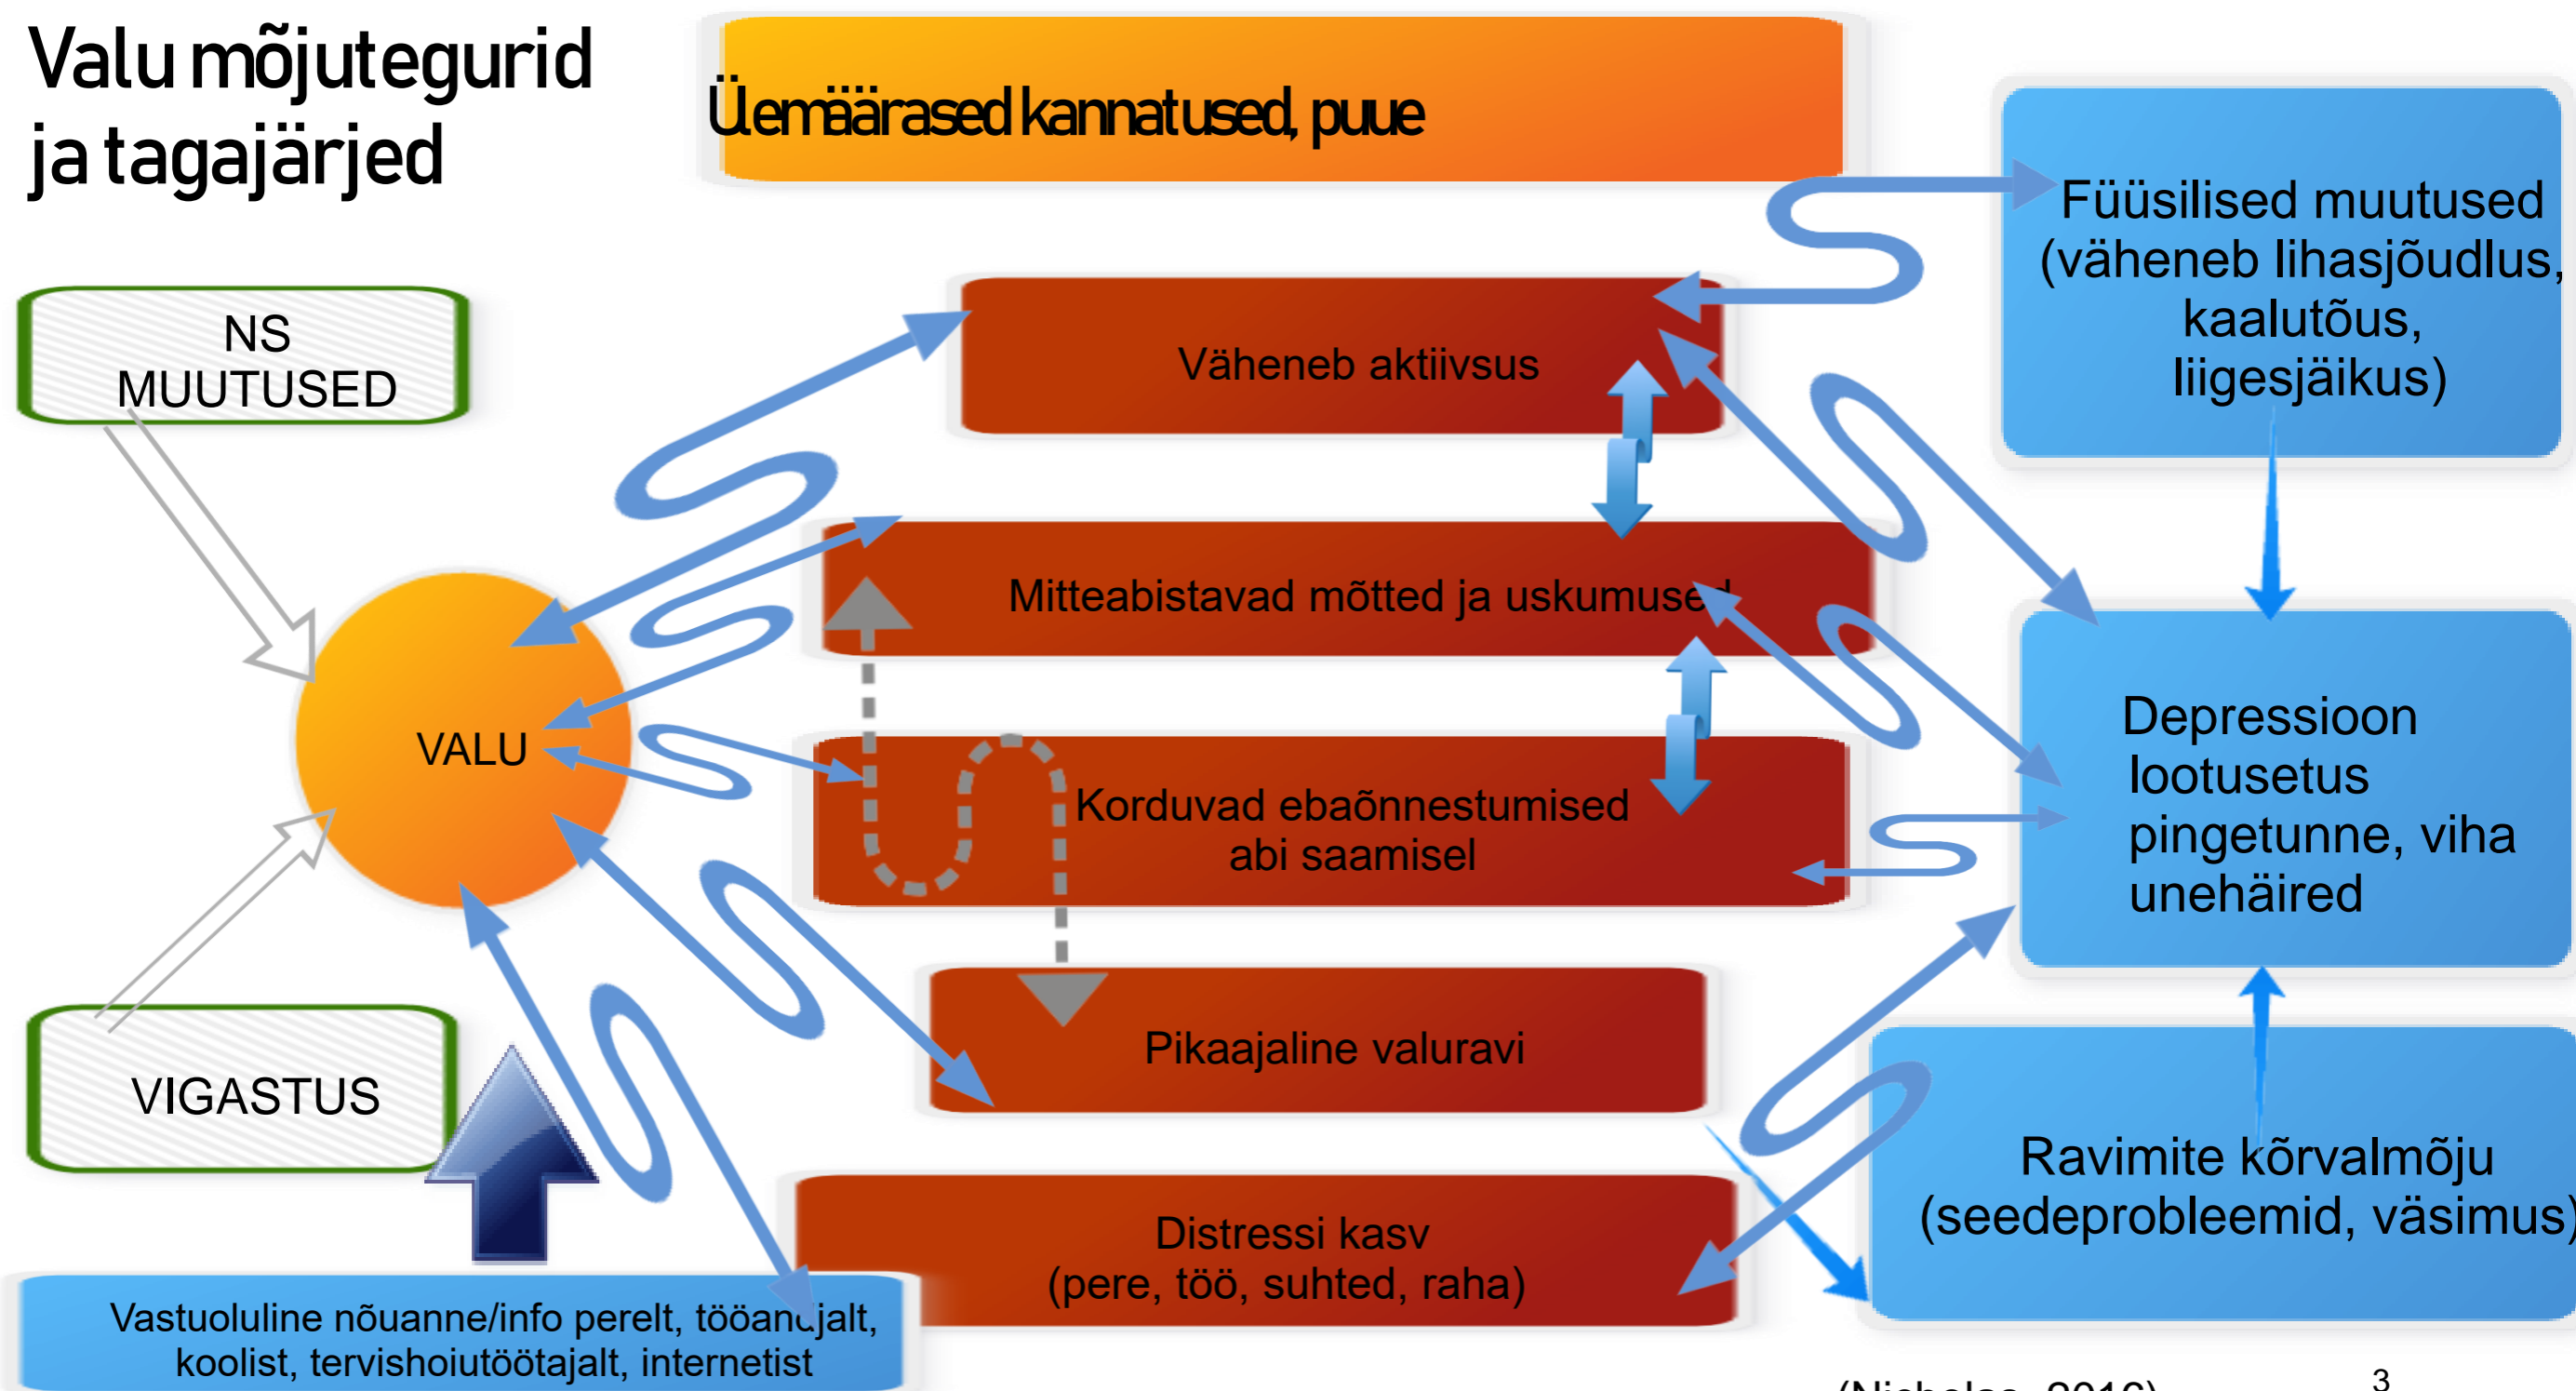 Valu mõjutegurid
ja tagajärjed
Ülemäärased kannatused, puue
Füüsilised muutused
(väheneb lihasjõudlus,
kaalutõus,
liigesjäikus)
NS
MUUTUSED
Väheneb aktiivsus
Mitteabistavad mõtted ja uskumused
VALU
Korduvad ebaõnnestumised
abi saamisel
Depressioon
lootusetus
pingetunne, viha
unehäired
Pikaajaline valuravi
VIGASTUS
Ravimite kõrvalmõju
(seedeprobleemid, väsimus)
Distressi kasv
(pere, töö, suhted, raha)
Vastuoluline nõuanne/info perelt, tööandjalt,
koolist, tervishoiutöötajalt, internetist
(Nicholas, 2016)
3